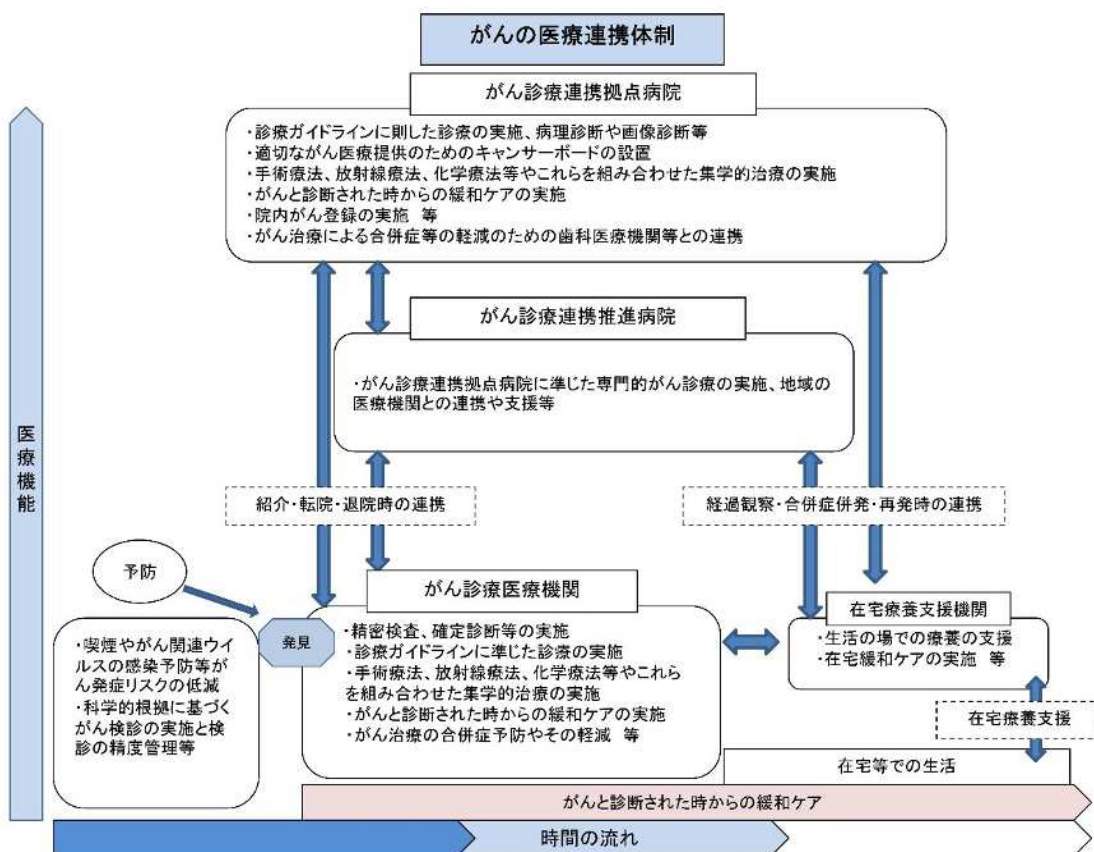 がんの医療連携体制
がん診療連携拠点病院
・診療ガイドラインに則した診療の実施、病理診断や画像診断等
・適切ながん医療提供のためのキャンサーボードの設置
・手術療法、放射線療法、化学療法等やこれらを組み合わせた集学的治療の実施
・がんと診断された時からの緩和ケアの実施
・院内がん登録の実施 等
・がん治療による合併症等の軽減のための歯科医療機関等との連携
がん診療連携推進病院
・がん診療連携拠点病院に準じた専門的がん診療の実施、地域の
医療機関との連携や支援等
医療機能
紹介・転院・退院時の連携
経過観察・合併症併発・再発時の連携
予防
発見
・喫煙やがん関連ウイ
ルスの感染予防等が
ん発症リスクの低減
・科学的根拠に基づく
がん検診の実施と検
診の精度管理等
がん診療医療機関
・精密検査、確定診断等の実施
・診療ガイドラインに準じた診療の実施
・手術療法、放射線療法、化学療法等やこれら
を組み合わせた集学的治療の実施
・がんと診断された時からの緩和ケアの実施
・がん治療の合併症予防やその軽減 等
在宅療養支援機関
・生活の場での療養の支援
・在宅緩和ケアの実施 等
在宅療養支援
在宅等での生活
がんと診断された時からの緩和ケア
時間の流れ